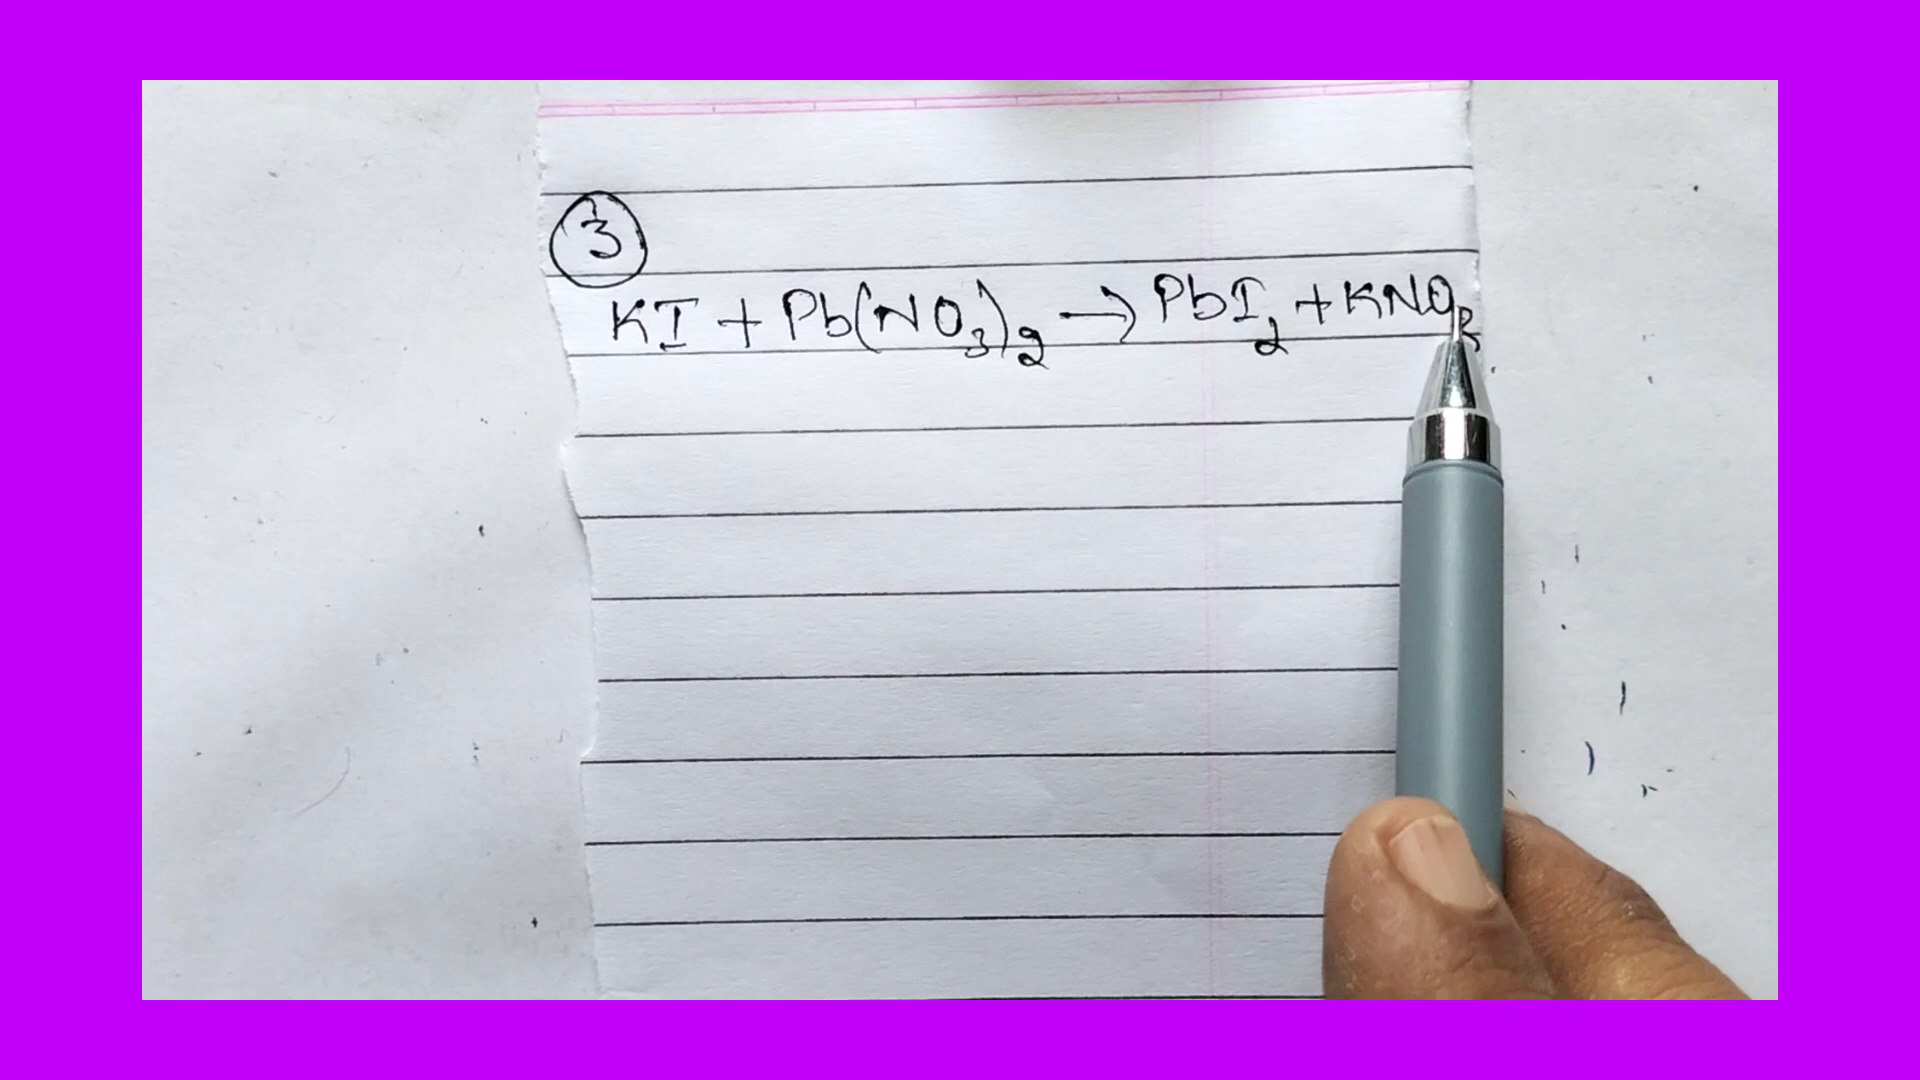 ③
KI + Pb(NO₃)₂ → PbI₂ + KNO₃